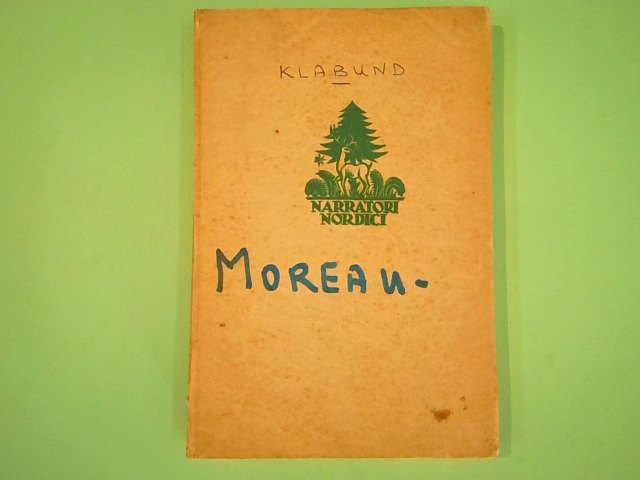 KLABUND
NARRATORI
NORDICI
MOREAU-